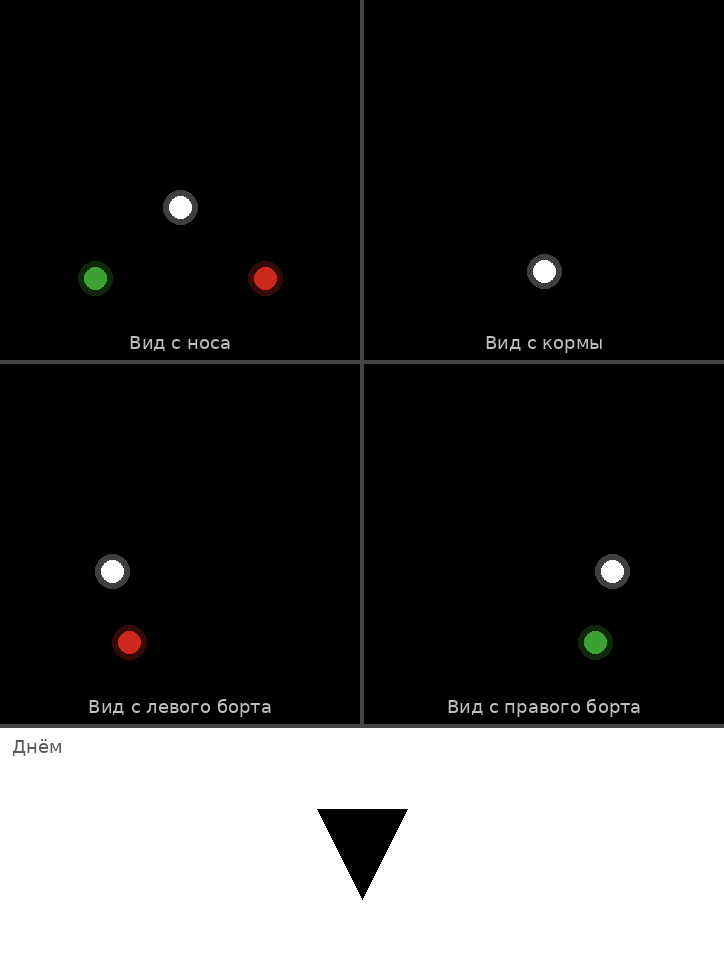 Вид с носа
Вид с кормы
Вид с левого борта
Вид с правого борта
Днём